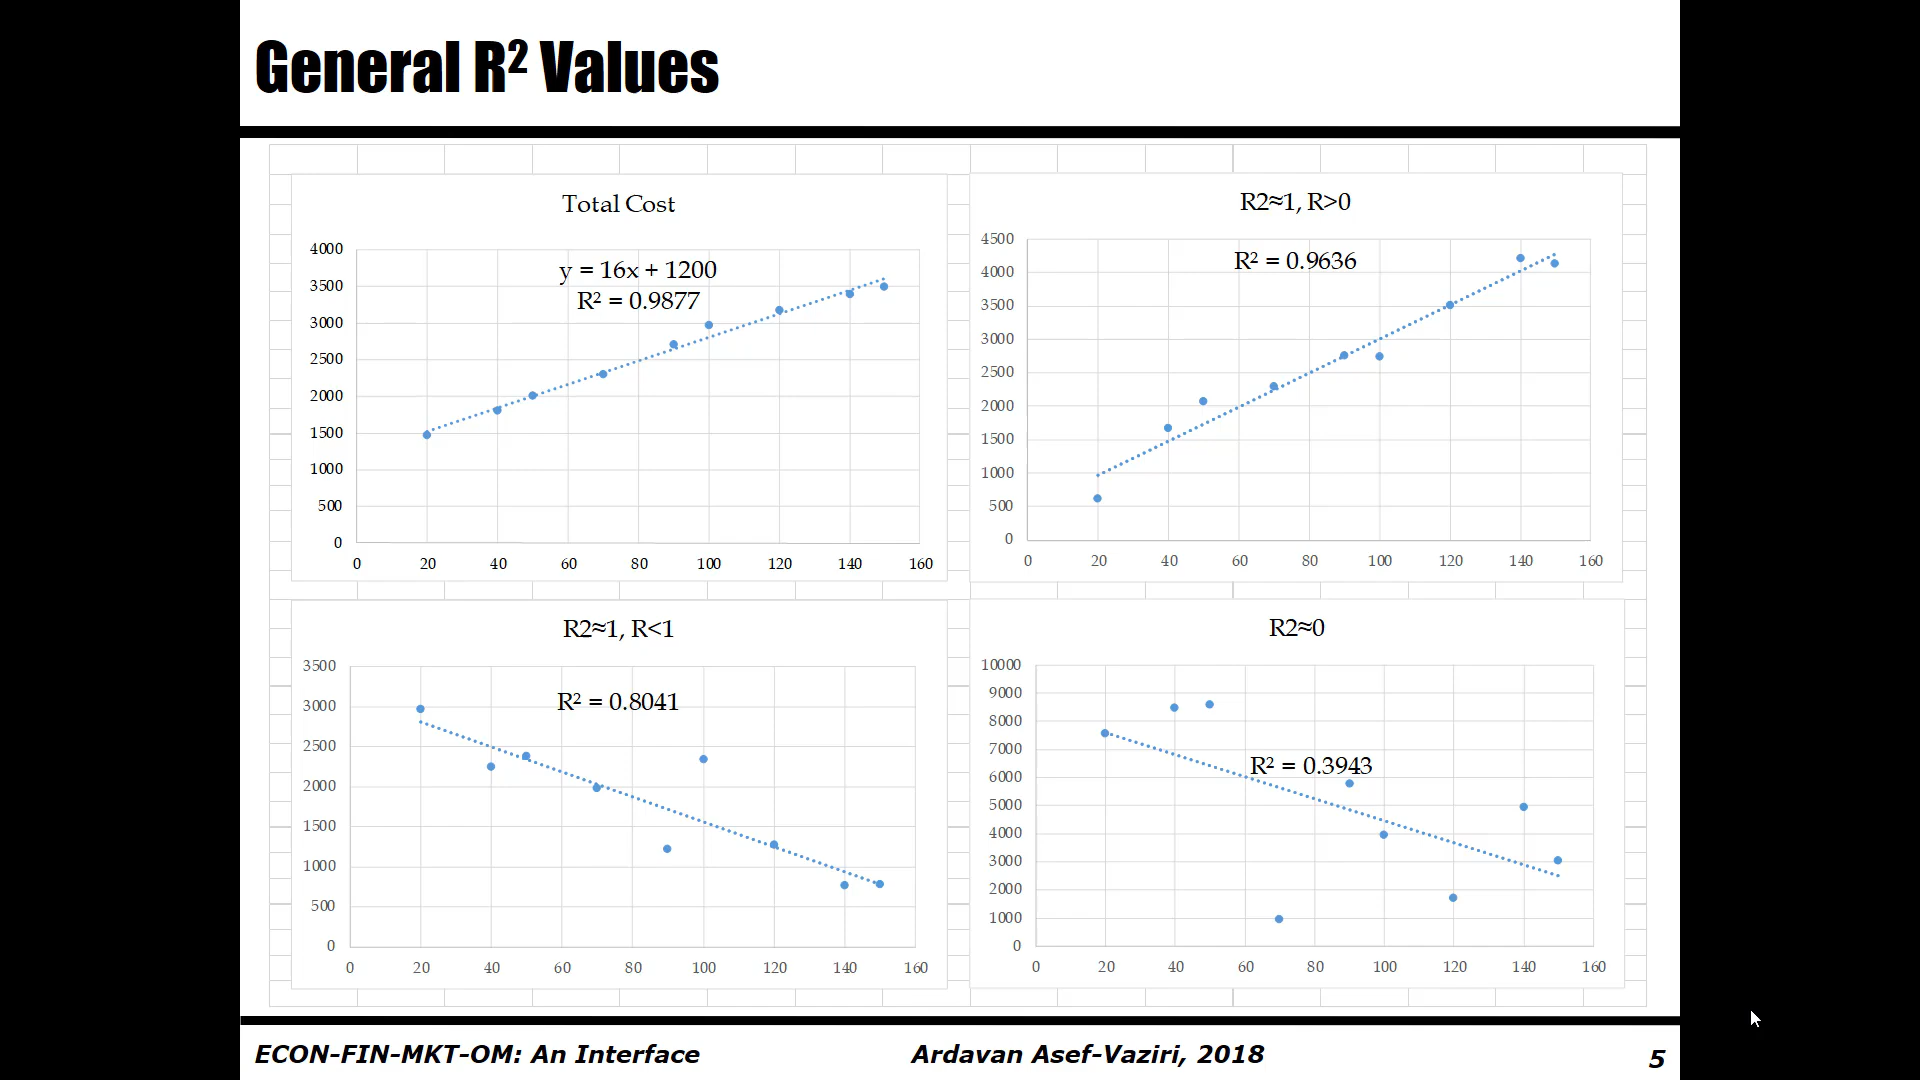 General R² Values
Total Cost
y = 16x + 1200
R² = 0.9877
4000
3500
3000
2500
2000
1500
1000
500
0
0 20 40 60 80 100 120 140 160
R2≈1, R>0
R² = 0.9636
4500
4000
3500
3000
2500
2000
1500
1000
500
0
0 20 40 60 80 100 120 140 160
R2≈1, R<1
R² = 0.8041
3500
3000
2500
2000
1500
1000
500
0
0 20 40 60 80 100 120 140 160
R2≈0
R² = 0.3943
10000
9000
8000
7000
6000
5000
4000
3000
2000
1000
0
0 20 40 60 80 100 120 140 160
ECON-FIN-MKT-OM: An Interface
Ardavan Asef-Vaziri, 2018
5